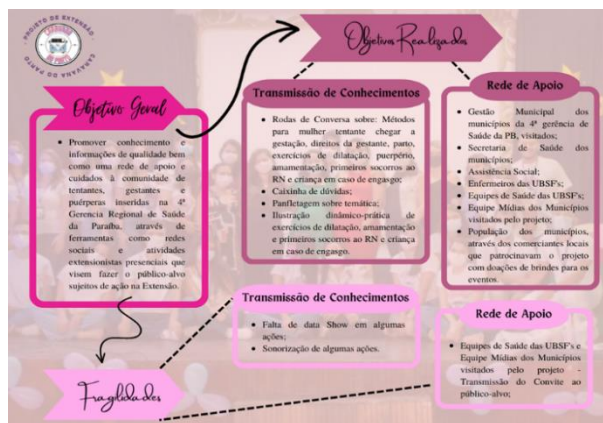 PROJETO DE EXTENSÃO
CARAVANA DO PARTO
CARAVANA
DO PARTO
Objetivos Realizados
Objetivo Geral
• Promover conhecimento e
informações de qualidade bem
como uma rede de apoio e
cuidados à comunidade de
tentantes, gestantes e
puérperas inseridas na 4ª
Gerencia Regional de Saúde
da Paraíba, através de
ferramentas como redes
sociais e atividades
extensionistas presenciais que
visem fazer o público-alvo
sujeitos de ação na Extensão.
Transmissão de Conhecimentos
• Rodas de Conversa sobre: Métodos
para mulher tentante chegar a
gestação, direitos da gestante, parto,
exercícios de dilatação, puerpério,
amamentação, primeiros socorros ao
RN e criança em caso de engasgo;
• Caixinha de dúvidas;
• Panfletagem sobre temática;
• Ilustração dinâmico-prática de
exercícios de dilatação, amamentação
e primeiros socorros ao RN e criança
em caso de engasgo.
Rede de Apoio
• Gestão Municipal dos
municípios da 4ª gerência de
Saúde da PB, visitados;
• Secretaria de Saúde dos
municípios;
• Assistência Social;
• Enfermeiros das UBSF's;
• Equipes de Saúde das UBSF's;
• Equipe Mídias dos Municípios
visitados pelo projeto;
• População dos municípios,
através dos comerciantes locais
que patrocinavam o projeto
com doações de brindes para os
eventos.
Fragilidades
Transmissão de Conhecimentos
• Falta de data Show em algumas
ações;
• Sonorização de algumas ações.
Rede de Apoio
• Equipes de Saúde das UBSF's e
Equipe Mídias dos Municípios
visitados pelo projeto -
Transmissão do Convite ao
público-alvo;